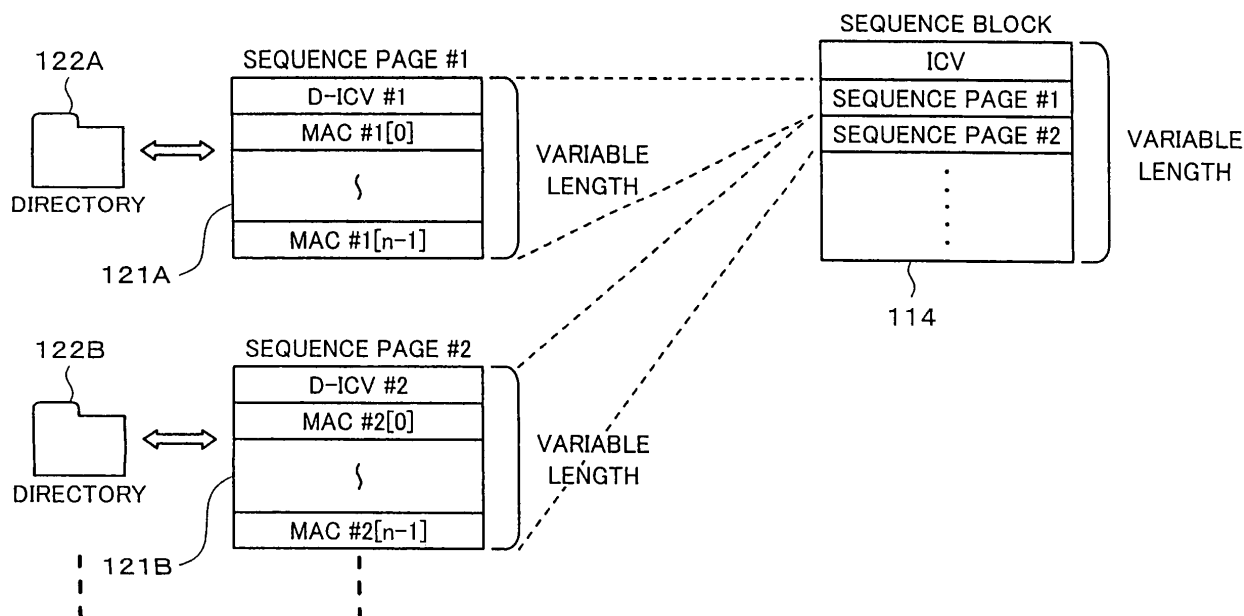 SEQUENCE BLOCK
ICV
SEQUENCE PAGE #1
SEQUENCE PAGE #2
VARIABLE
LENGTH
114
122A
DIRECTORY
SEQUENCE PAGE #1
D-ICV #1
MAC #1[0]
MAC #1[n-1]
VARIABLE
LENGTH
121A
122B
DIRECTORY
SEQUENCE PAGE #2
D-ICV #2
MAC #2[0]
MAC #2[n-1]
VARIABLE
LENGTH
121B